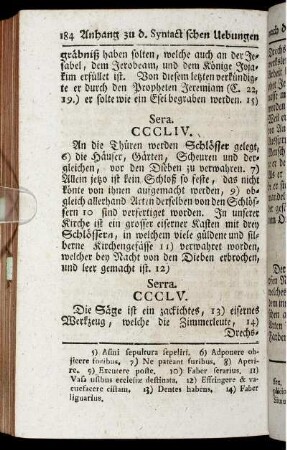 184 Anhang zu d. Syntacktschen Uebungen
gräbniß haben solten, welche auch an der Je-
sabel, dem Jerobeam, und dem Könige Joja-
kim erfüllet ist. Von diesem letzten verkündig-
te er durch den Propheten Jeremiam (C. 22,
19.) er solte wie ein Esel begraben werden. 5)
Sera.
CCCLIV.
An die Thüren werden Schlösser gelegt,
6) die Häuser, Gärten, Scheuren und der-
gleichen, vor den Dieben zu verwahren. 7)
Allein jetzo ist kein Schloß so feste, das nicht
könte von ihnen aufgemacht werden, 9) ob-
gleich allerhand Arten derselben von den Schlös-
sern 10 sind verfertiget worden. In unserer
Kirche ist ein grosser eiserner Kasten mit drey
Schlössern, in welchem viele güldene und sil-
berne Kirchengefässe 11) verwahret worden,
welcher bey Nacht von den Dieben erbrochen,
und leer gemacht ist. 12)
Serra.
CCCLV.
Die Säge ist ein zackichtes, 13) eisernes
Werkzeug, welche die Zimmerleute, 14)
Drechs-
5) Asini sepultura sepeliri. 6) Adponere ob-
jicere foribus. 7) Ne pateant furibus. 8) Aperi-
re. 9) Excutere poste. 10) Faber serarius. 11
Vasa usibus ecclesiæ destinata. 12) Effringere & va-
cuefacere cistam. 13) Dentes habens. 14) Faber
lignarius.